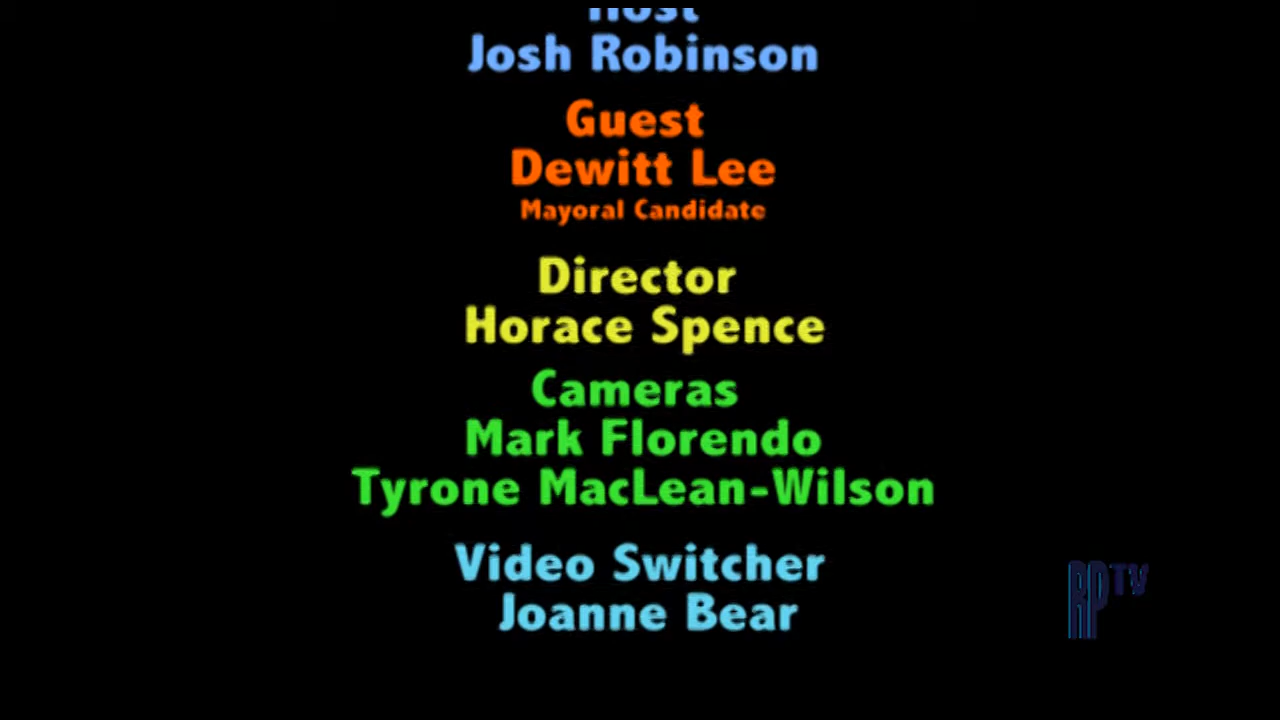 Host
Josh Robinson
Guest
Dewitt Lee
Mayoral Candidate
Director
Horace Spence
Cameras
Mark Florendo
Tyrone MacLean-Wilson
Video Switcher
Joanne Bear
RPTV